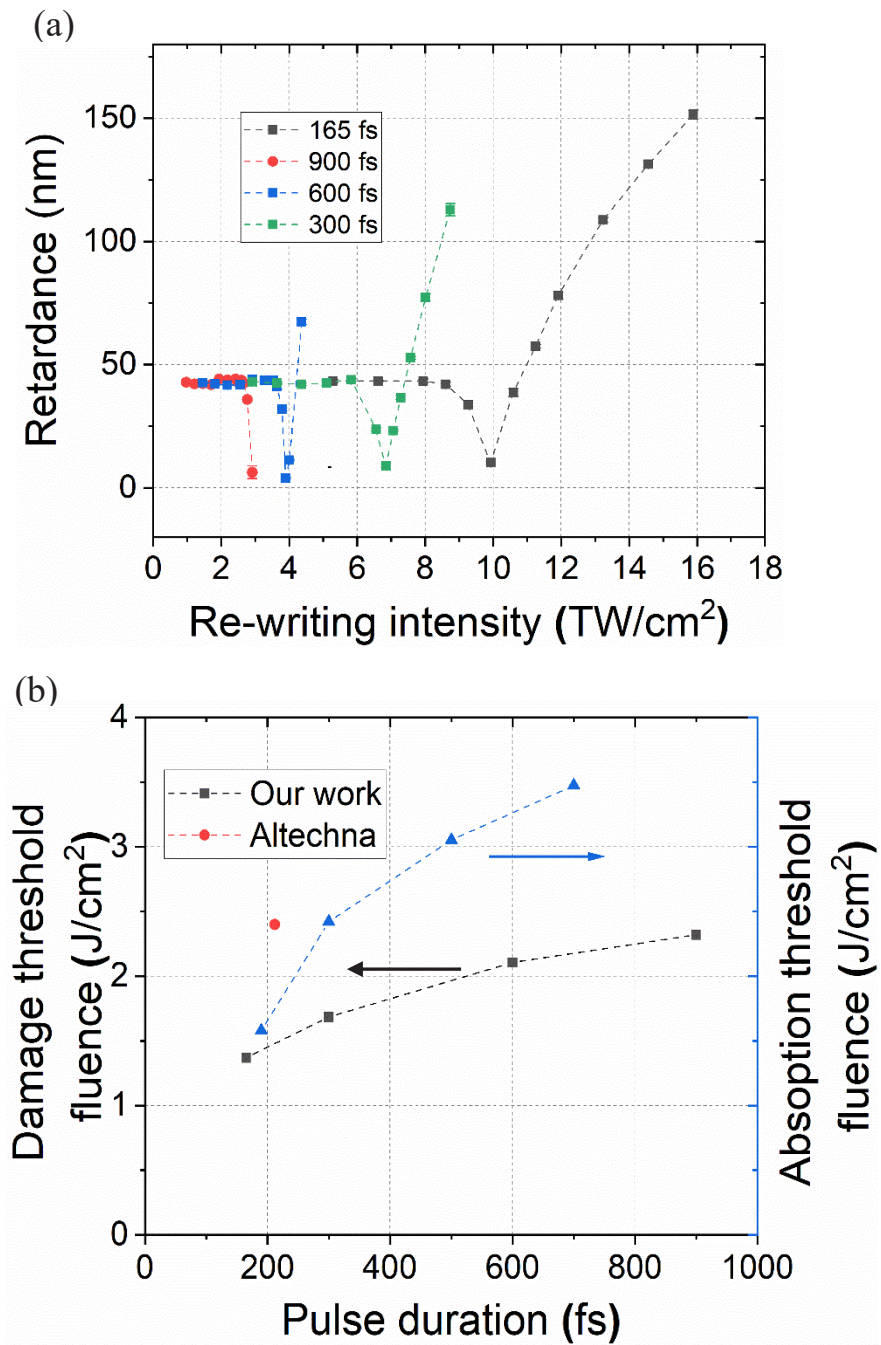 (a)
165 fs
900 fs
600 fs
300 fs
Retardance (nm)
150
100
50
0
0 2 4 6 8 10 12 14 16 18
Re-writing intensity (TW/cm²)
(b)
Our work
Altechna
Damage threshold
fluence (J/cm²)
4
3
2
1
0
Absoption threshold
fluence (J/cm²)
0 200 400 600 800 1000
Pulse duration (fs)